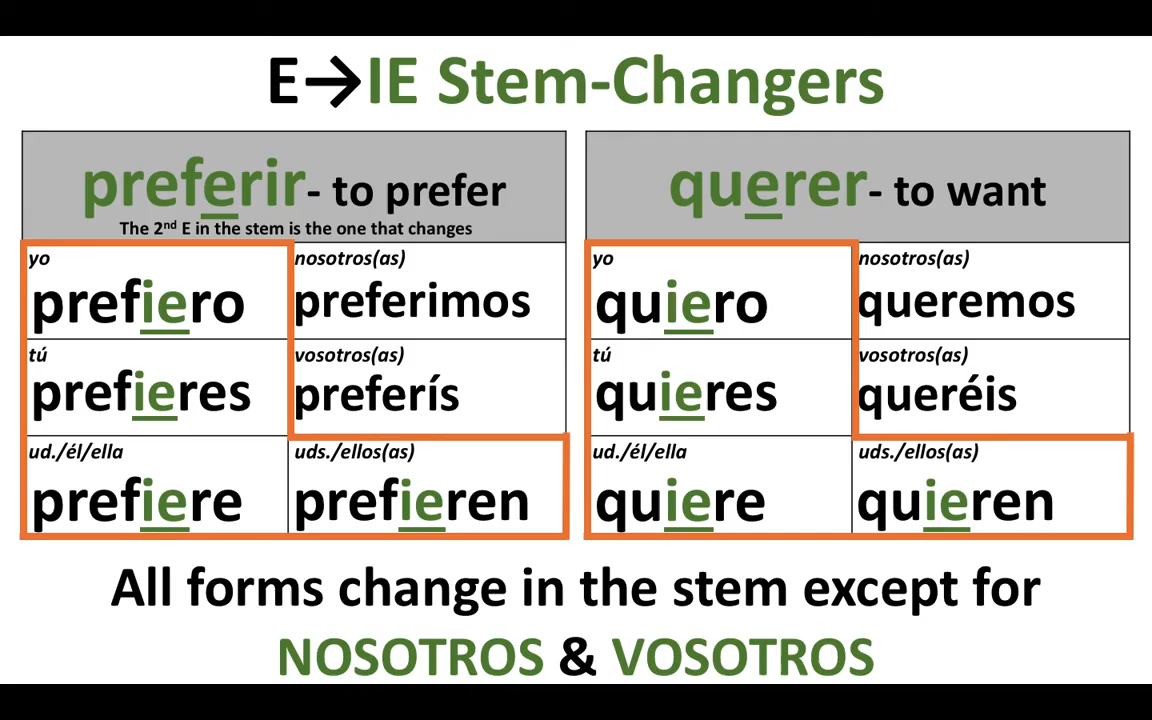 E→IE Stem-Changers
preferir- to prefer
The 2nd E in the stem is the one that changes
yo
prefiero
nosotros(as)
preferimos
tú
prefieres
vosotros(as)
preferís
ud./él/ella
prefiere
uds./ellos(as)
prefieren
querer- to want
yo
quiero
nosotros(as)
queremos
tú
quieres
vosotros(as)
queréis
ud./él/ella
quiere
uds./ellos(as)
quieren
All forms change in the stem except for
NOSOTROS & VOSOTROS